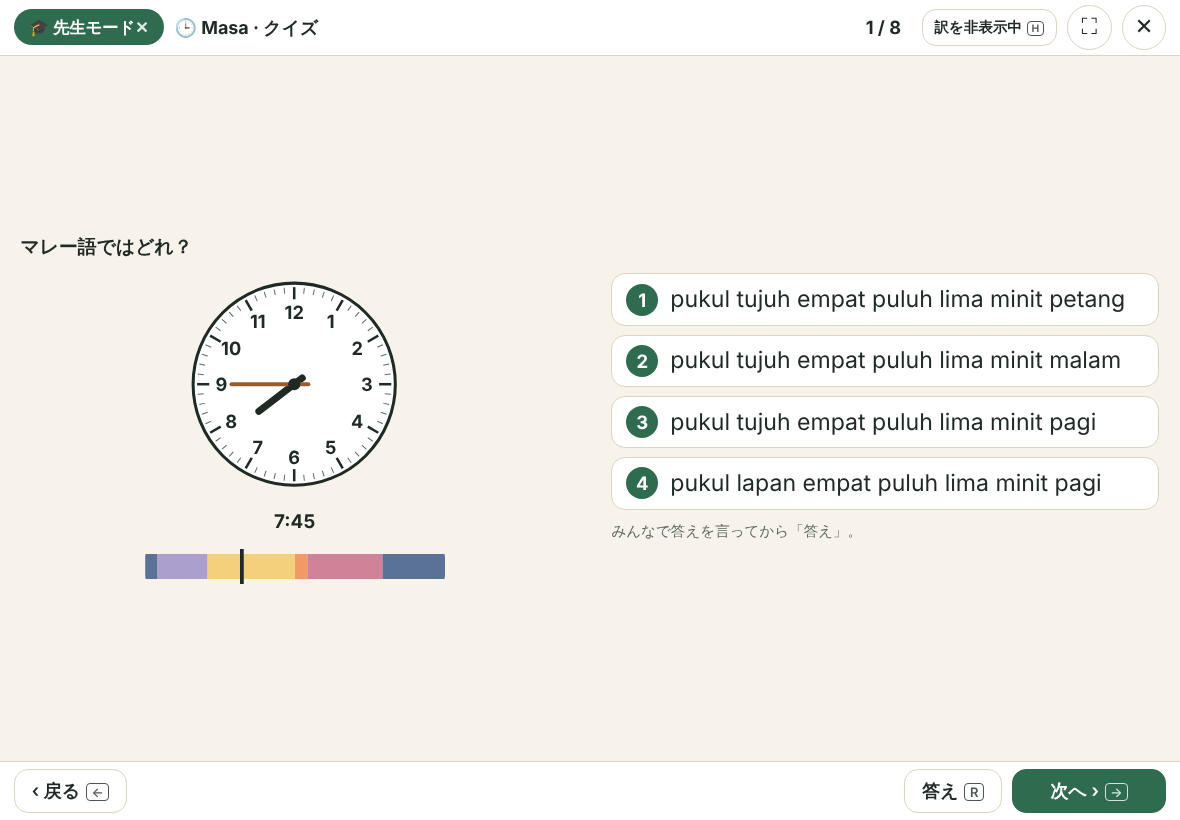 🎓 先生モード✕
🕒 Masa · クイズ
1 / 8
訳を非表示中 H
✕
マレー語ではどれ？
12
1
2
3
4
5
6
7
8
9
10
11
7:45
1 pukul tujuh empat puluh lima minit petang
2 pukul tujuh empat puluh lima minit malam
3 pukul tujuh empat puluh lima minit pagi
4 pukul lapan empat puluh lima minit pagi
みんなで答えを言ってから「答え」。
‹ 戻る ←
答え R
次へ › →